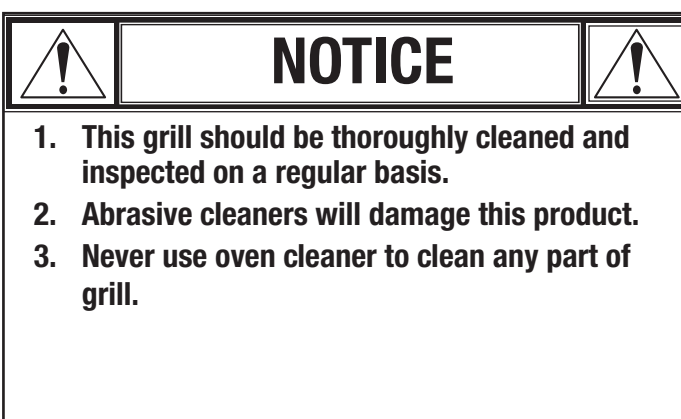 NOTICE
1. This grill should be thoroughly cleaned and
inspected on a regular basis.
2. Abrasive cleaners will damage this product.
3. Never use oven cleaner to clean any part of
grill.